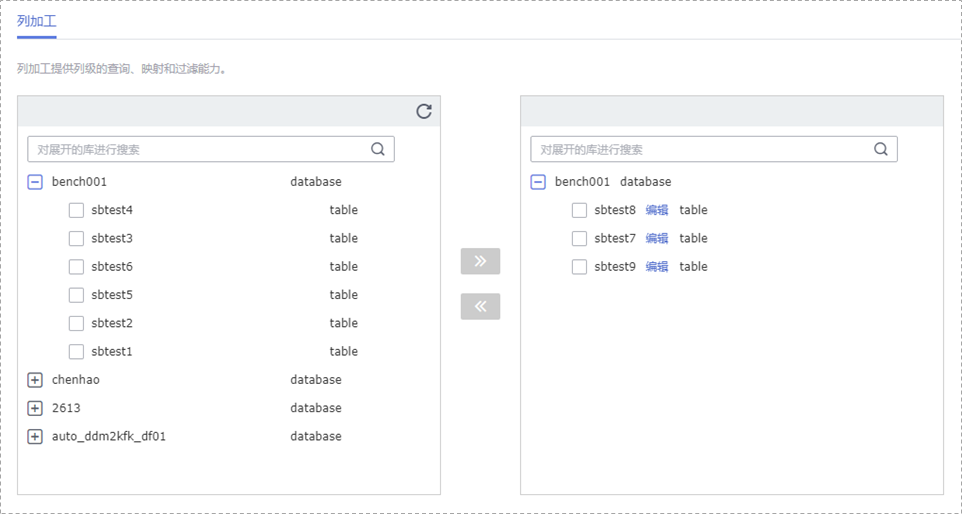 列加工
列加工提供列级的查询、映射和过滤能力。
对展开的库进行搜索
bench001 database
sbtest4 table
sbtest3 table
sbtest6 table
sbtest5 table
sbtest2 table
sbtest1 table
chenhao database
2613 database
auto_ddm2kfk_df01 database
对展开的库进行搜索
bench001 database
sbtest8 编辑 table
sbtest7 编辑 table
sbtest9 编辑 table